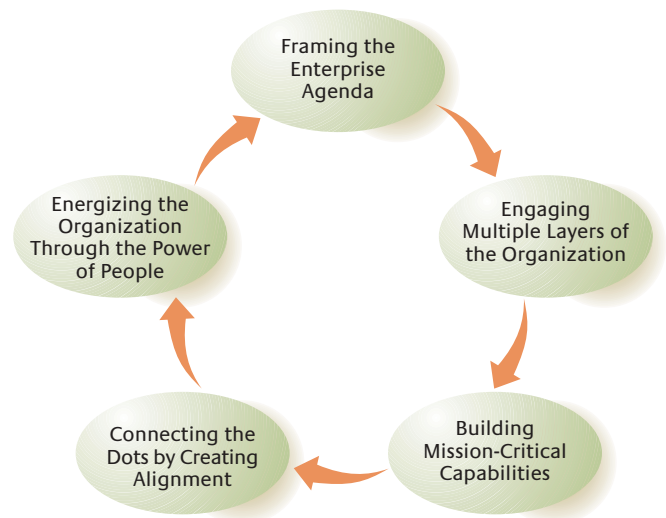 Framing the
Enterprise
Agenda
Engaging
Multiple Layers of
the Organization
Building
Mission-Critical
Capabilities
Connecting the
Dots by Creating
Alignment
Energizing the
Organization
Through the Power
of People